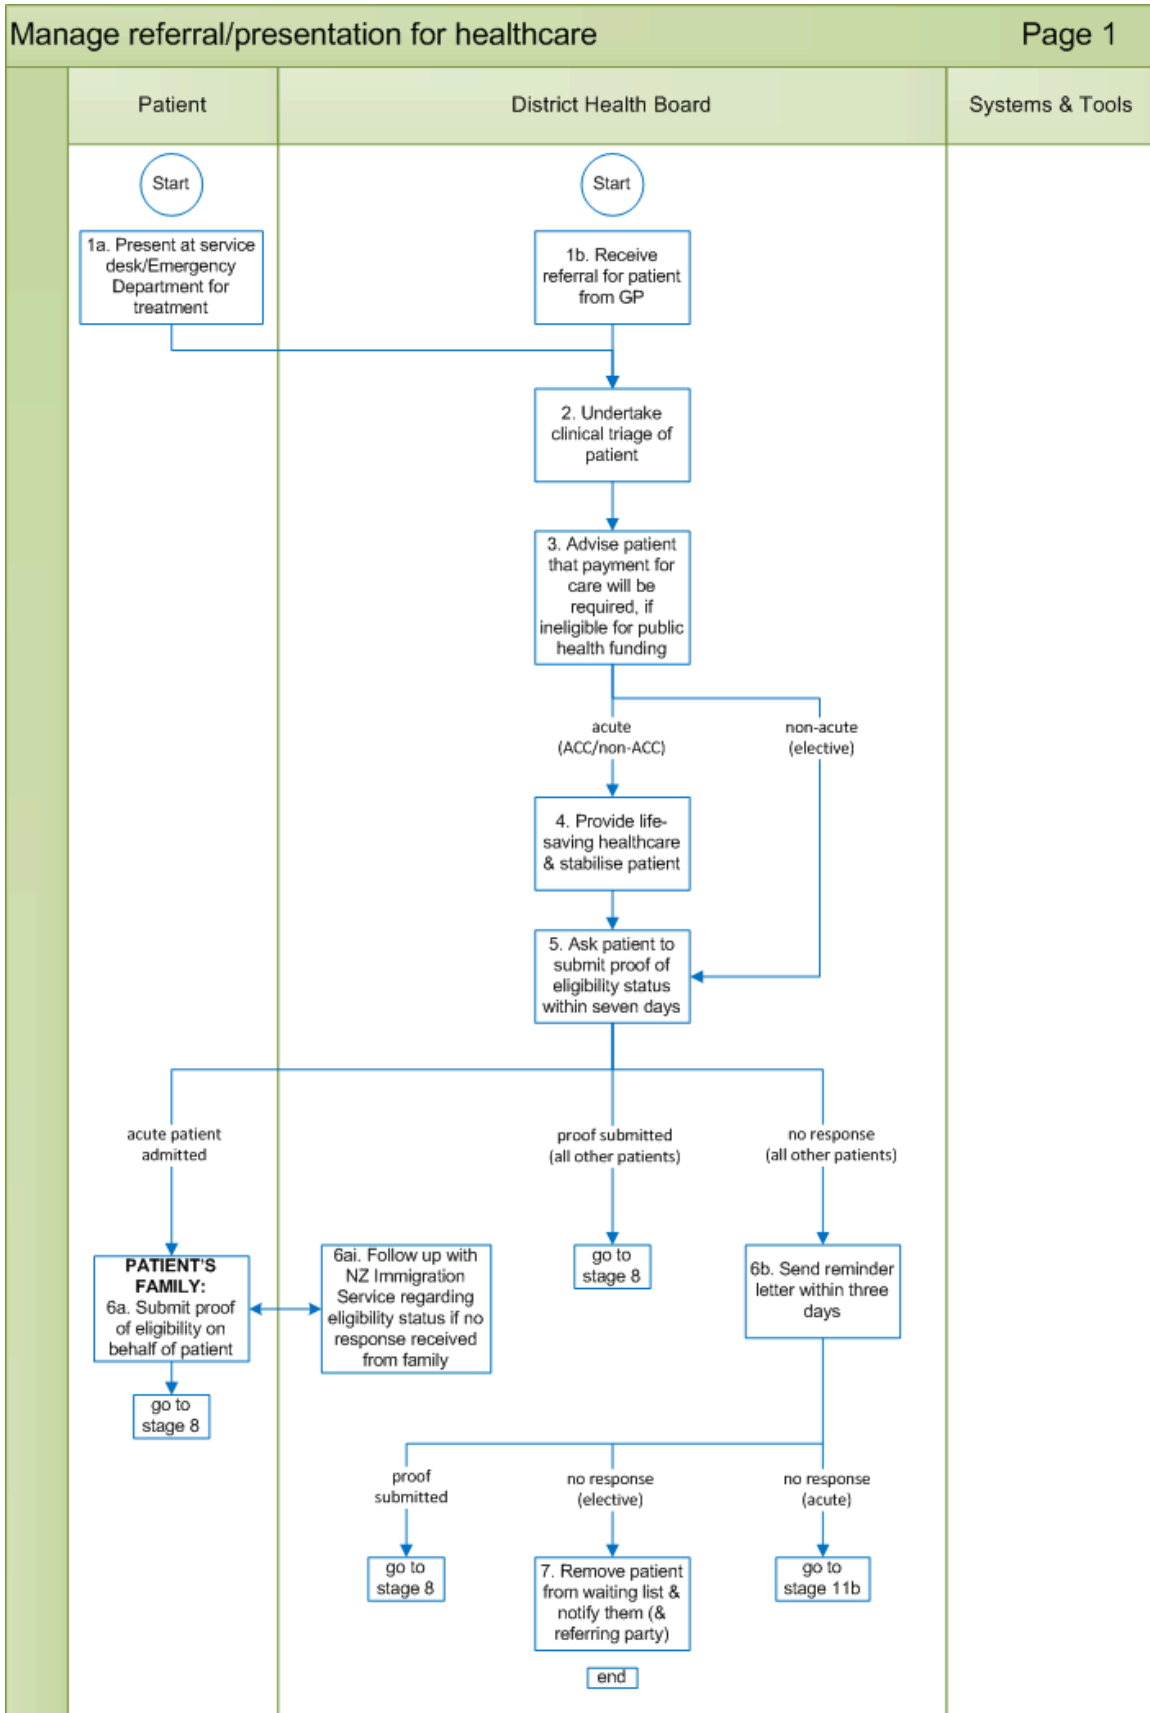 Manage referral/presentation for healthcare
Page 1
Patient
District Health Board
Systems & Tools
Start
Start
1a. Present at service
desk/Emergency
Department for
treatment
1b. Receive
referral for patient
from GP
2. Undertake
clinical triage of
patient
3. Advise patient
that payment for
care will be
required, if
ineligible for public
health funding
acute
(ACC/non-ACC)
non-acute
(elective)
4. Provide life-
saving healthcare
& stabilise patient
5. Ask patient to
submit proof of
eligibility status
within seven days
acute patient
admitted
proof submitted
(all other patients)
no response
(all other patients)
PATIENT'S
FAMILY:
6a. Submit proof
of eligibility on
behalf of patient
6ai. Follow up with
NZ Immigration
Service regarding
eligibility status if no
response received
from family
go to
stage 8
6b. Send reminder
letter within three
days
go to
stage 8
proof
submitted
no response
(elective)
no response
(acute)
go to
stage 8
7. Remove patient
from waiting list &
notify them (&
referring party)
go to
stage 11b
end